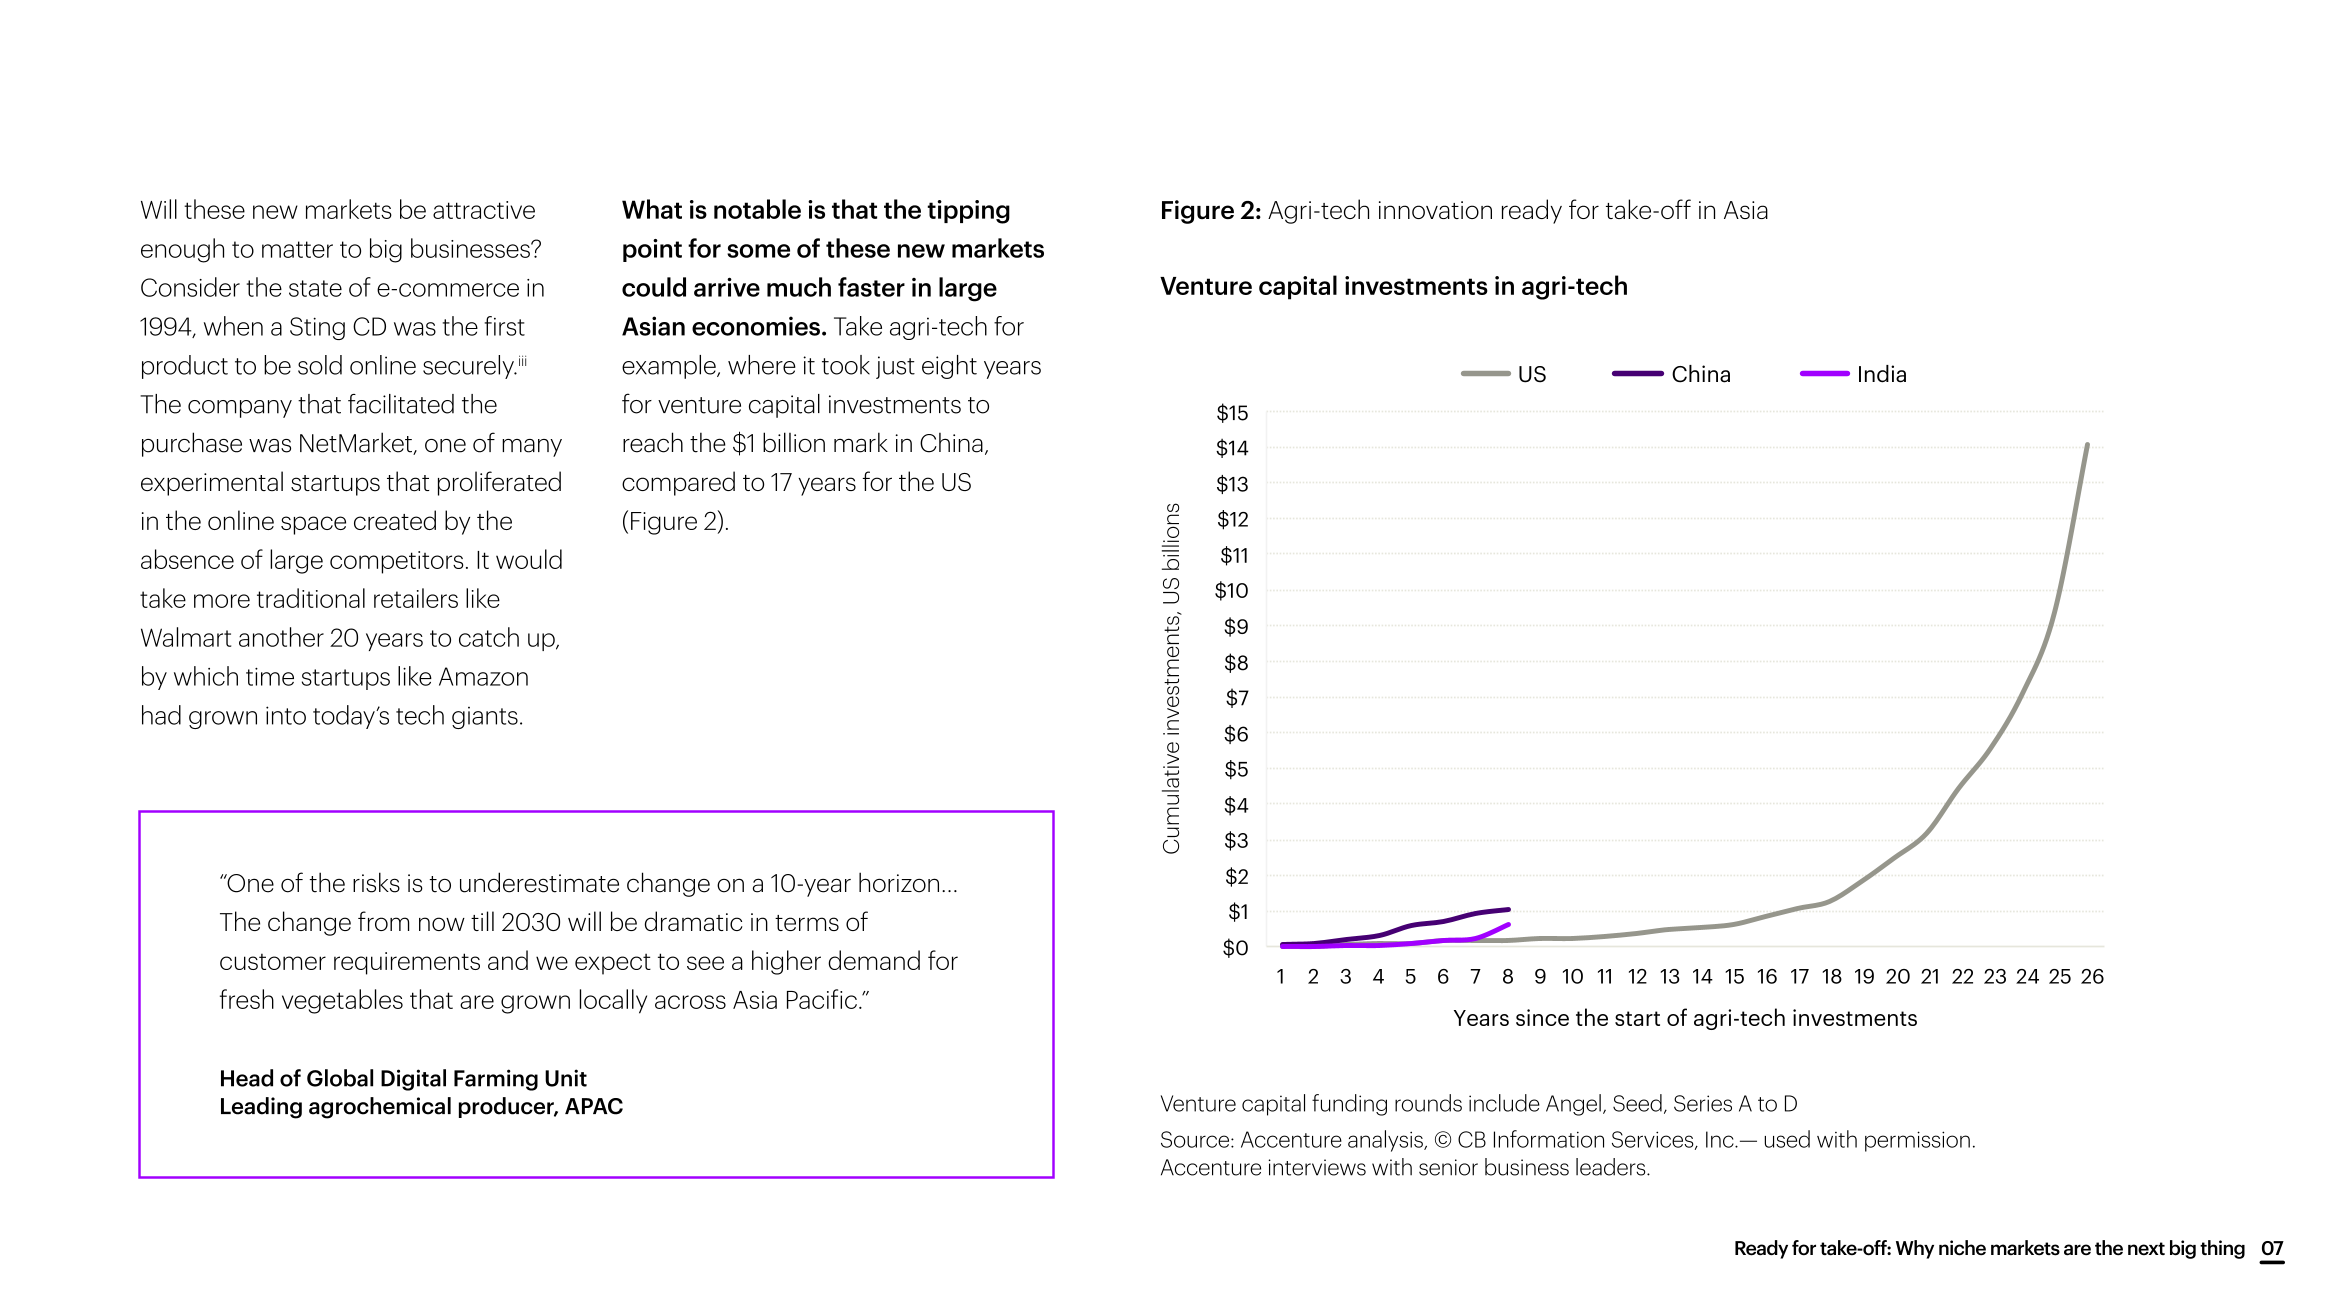 Will these new markets be attractive
enough to matter to big businesses?
Consider the state of e-commerce in
1994, when a Sting CD was the first
product to be sold online securely.iii
The company that facilitated the
purchase was NetMarket, one of many
experimental startups that proliferated
in the online space created by the
absence of large competitors. It would
take more traditional retailers like
Walmart another 20 years to catch up,
by which time startups like Amazon
had grown into today’s tech giants.
What is notable is that the tipping
point for some of these new markets
could arrive much faster in large
Asian economies. Take agri-tech for
example, where it took just eight years
for venture capital investments to
reach the $1 billion mark in China,
compared to 17 years for the US
(Figure 2).
“One of the risks is to underestimate change on a 10-year horizon...
The change from now till 2030 will be dramatic in terms of
customer requirements and we expect to see a higher demand for
fresh vegetables that are grown locally across Asia Pacific.”
Head of Global Digital Farming Unit
Leading agrochemical producer, APAC
Figure 2: Agri-tech innovation ready for take-off in Asia
Venture capital investments in agri-tech
US China India
Cumulative investments, US billions
$15
$14
$13
$12
$11
$10
$9
$8
$7
$6
$5
$4
$3
$2
$1
$0
1 2 3 4 5 6 7 8 9 10 11 12 13 14 15 16 17 18 19 20 21 22 23 24 25 26
Years since the start of agri-tech investments
Venture capital funding rounds include Angel, Seed, Series A to D
Source: Accenture analysis, © CB Information Services, Inc.— used with permission.
Accenture interviews with senior business leaders.
Ready for take-off: Why niche markets are the next big thing 07